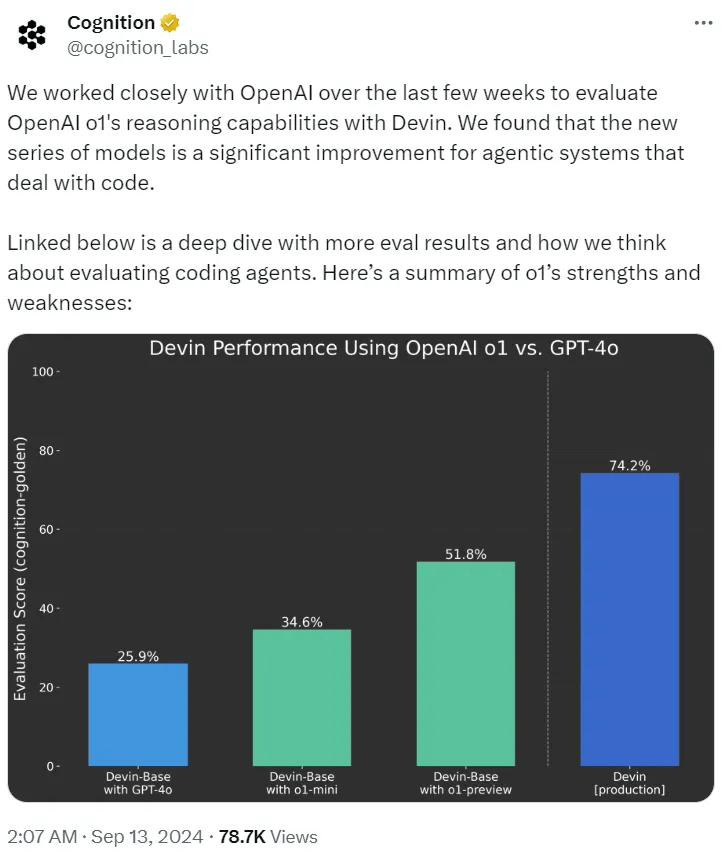 Cognition
@cognition_labs
We worked closely with OpenAI over the last few weeks to evaluate
OpenAI o1's reasoning capabilities with Devin. We found that the new
series of models is a significant improvement for agentic systems that
deal with code.
Linked below is a deep dive with more eval results and how we think
about evaluating coding agents. Here’s a summary of o1’s strengths and
weaknesses:
Devin Performance Using OpenAI o1 vs. GPT-4o
Evaluation Score (cognition-golden)
100
80
60
40
20
0
25.9%
34.6%
51.8%
74.2%
Devin-Base
with GPT-4o
Devin-Base
with o1-mini
Devin-Base
with o1-preview
Devin
[production]
2:07 AM · Sep 13, 2024 · 78.7K Views